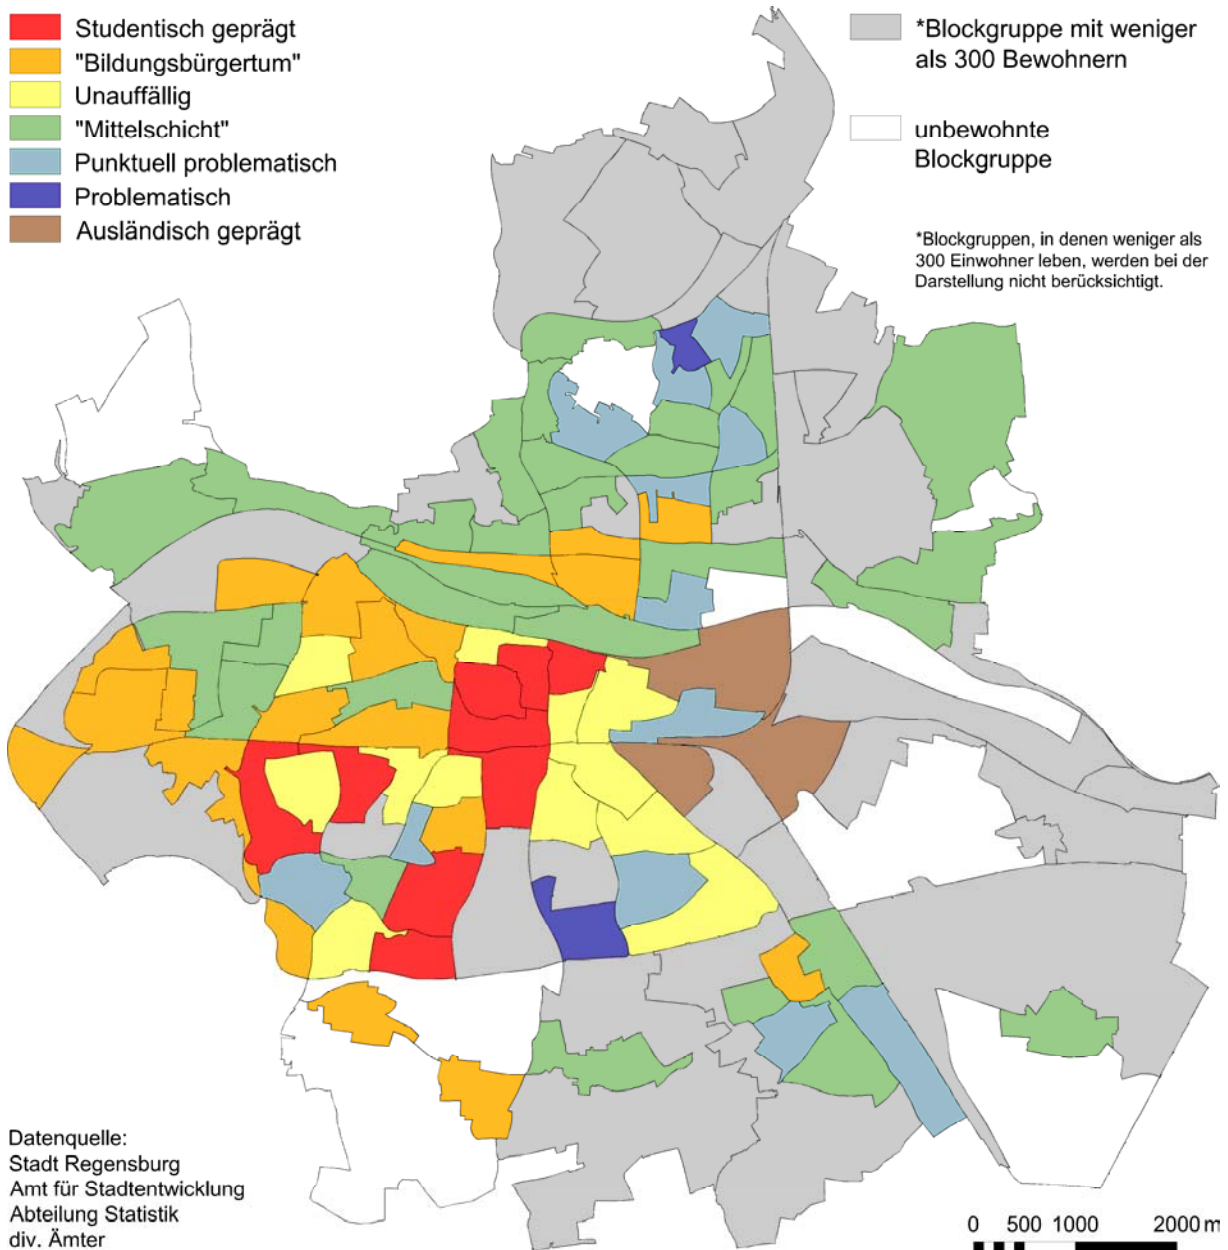 Studentisch geprägt
"Bildungsbürgertum"
Unauffällig
"Mittelschicht"
Punktuell problematisch
Problematisch
Ausländisch geprägt
*Blockgruppe mit weniger
als 300 Bewohnern
unbewohnte
Blockgruppe
*Blockgruppen, in denen weniger als
300 Einwohner leben, werden bei der
Darstellung nicht berücksichtigt.
Datenquelle:
Stadt Regensburg
Amt für Stadtentwicklung
Abteilung Statistik
div. Ämter
0 500 1000 2000 m